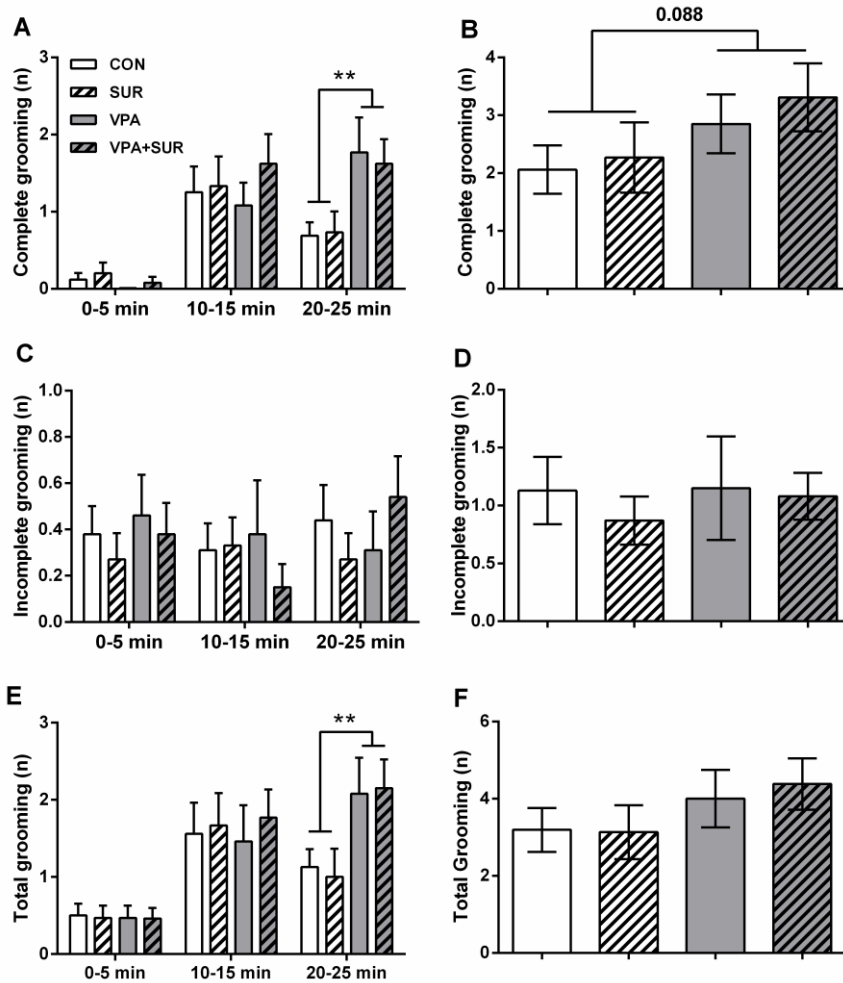 A
Complete grooming (n)
3
2
1
0
CON
SUR
VPA
VPA+SUR
**
0-5 min 10-15 min 20-25 min
B
Complete grooming (n)
4
3
2
1
0
0.088
C
Incomplete grooming (n)
1.0
0.8
0.6
0.4
0.2
0.0
0-5 min 10-15 min 20-25 min
D
Incomplete grooming (n)
2.0
1.5
1.0
0.5
0.0
E
Total grooming (n)
3
2
1
0
**
0-5 min 10-15 min 20-25 min
F
Total Grooming (n)
6
4
2
0